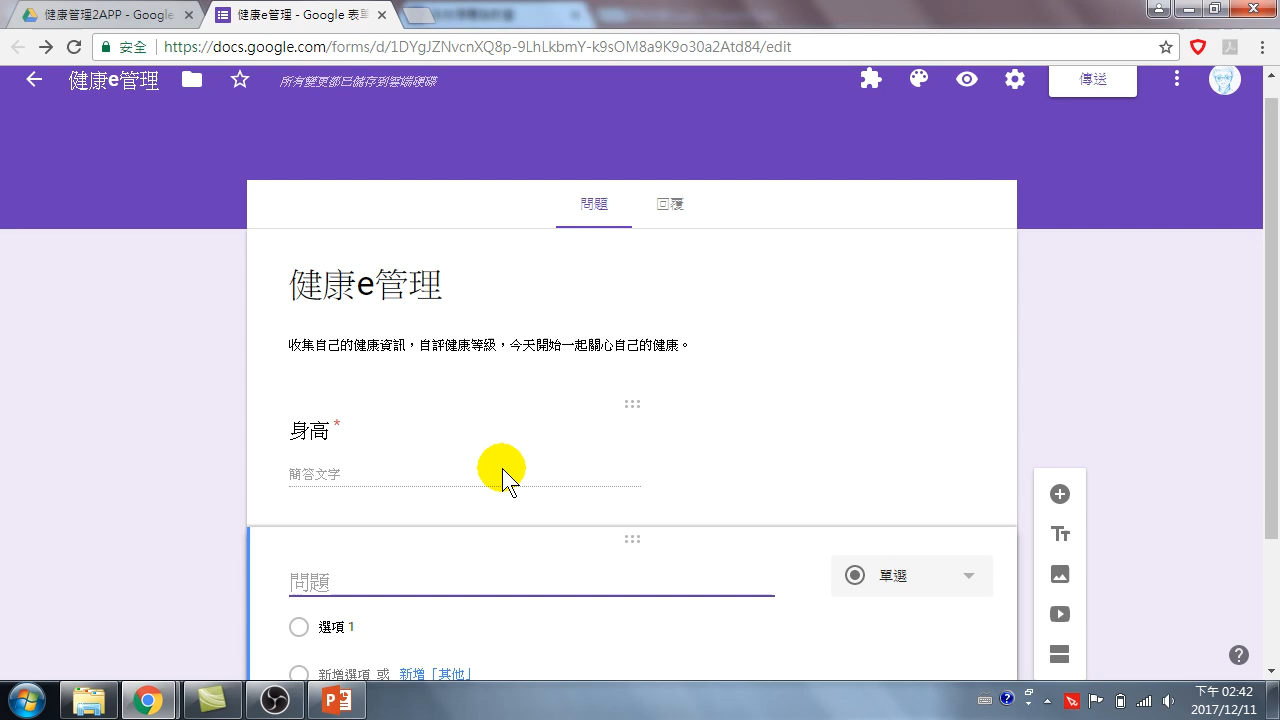 健康管理2APP - Google
健康e管理 - Google 表單
安全
https://docs.google.com/forms/d/1DYgJZNvcnXQCp-9LhLkbmY-k9sOM8a9K9o30a2Atd84/edit
健康e管理
所有變更都已儲存到雲端硬碟
傳送
問題 回覆
健康e管理
收集自己的健康資訊，自評健康等級，今天開始一起關心自己的健康。
身高 *
簡答文字
問題
單選
選項 1
新增選項 或 新增「其他」
下午 02:42
2017/12/11